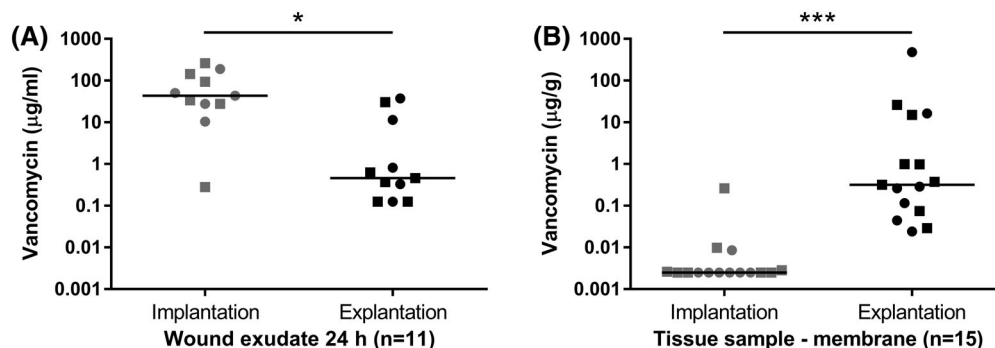 (A)
*
Vancomycin (μg/ml)
1000
100
10
1
0.1
0.01
0.001
Implantation Explantation
Wound exudate 24 h (n=11)
(B)
***
Vancomycin (μg/g)
1000
100
10
1
0.1
0.01
0.001
Implantation Explantation
Tissue sample - membrane (n=15)